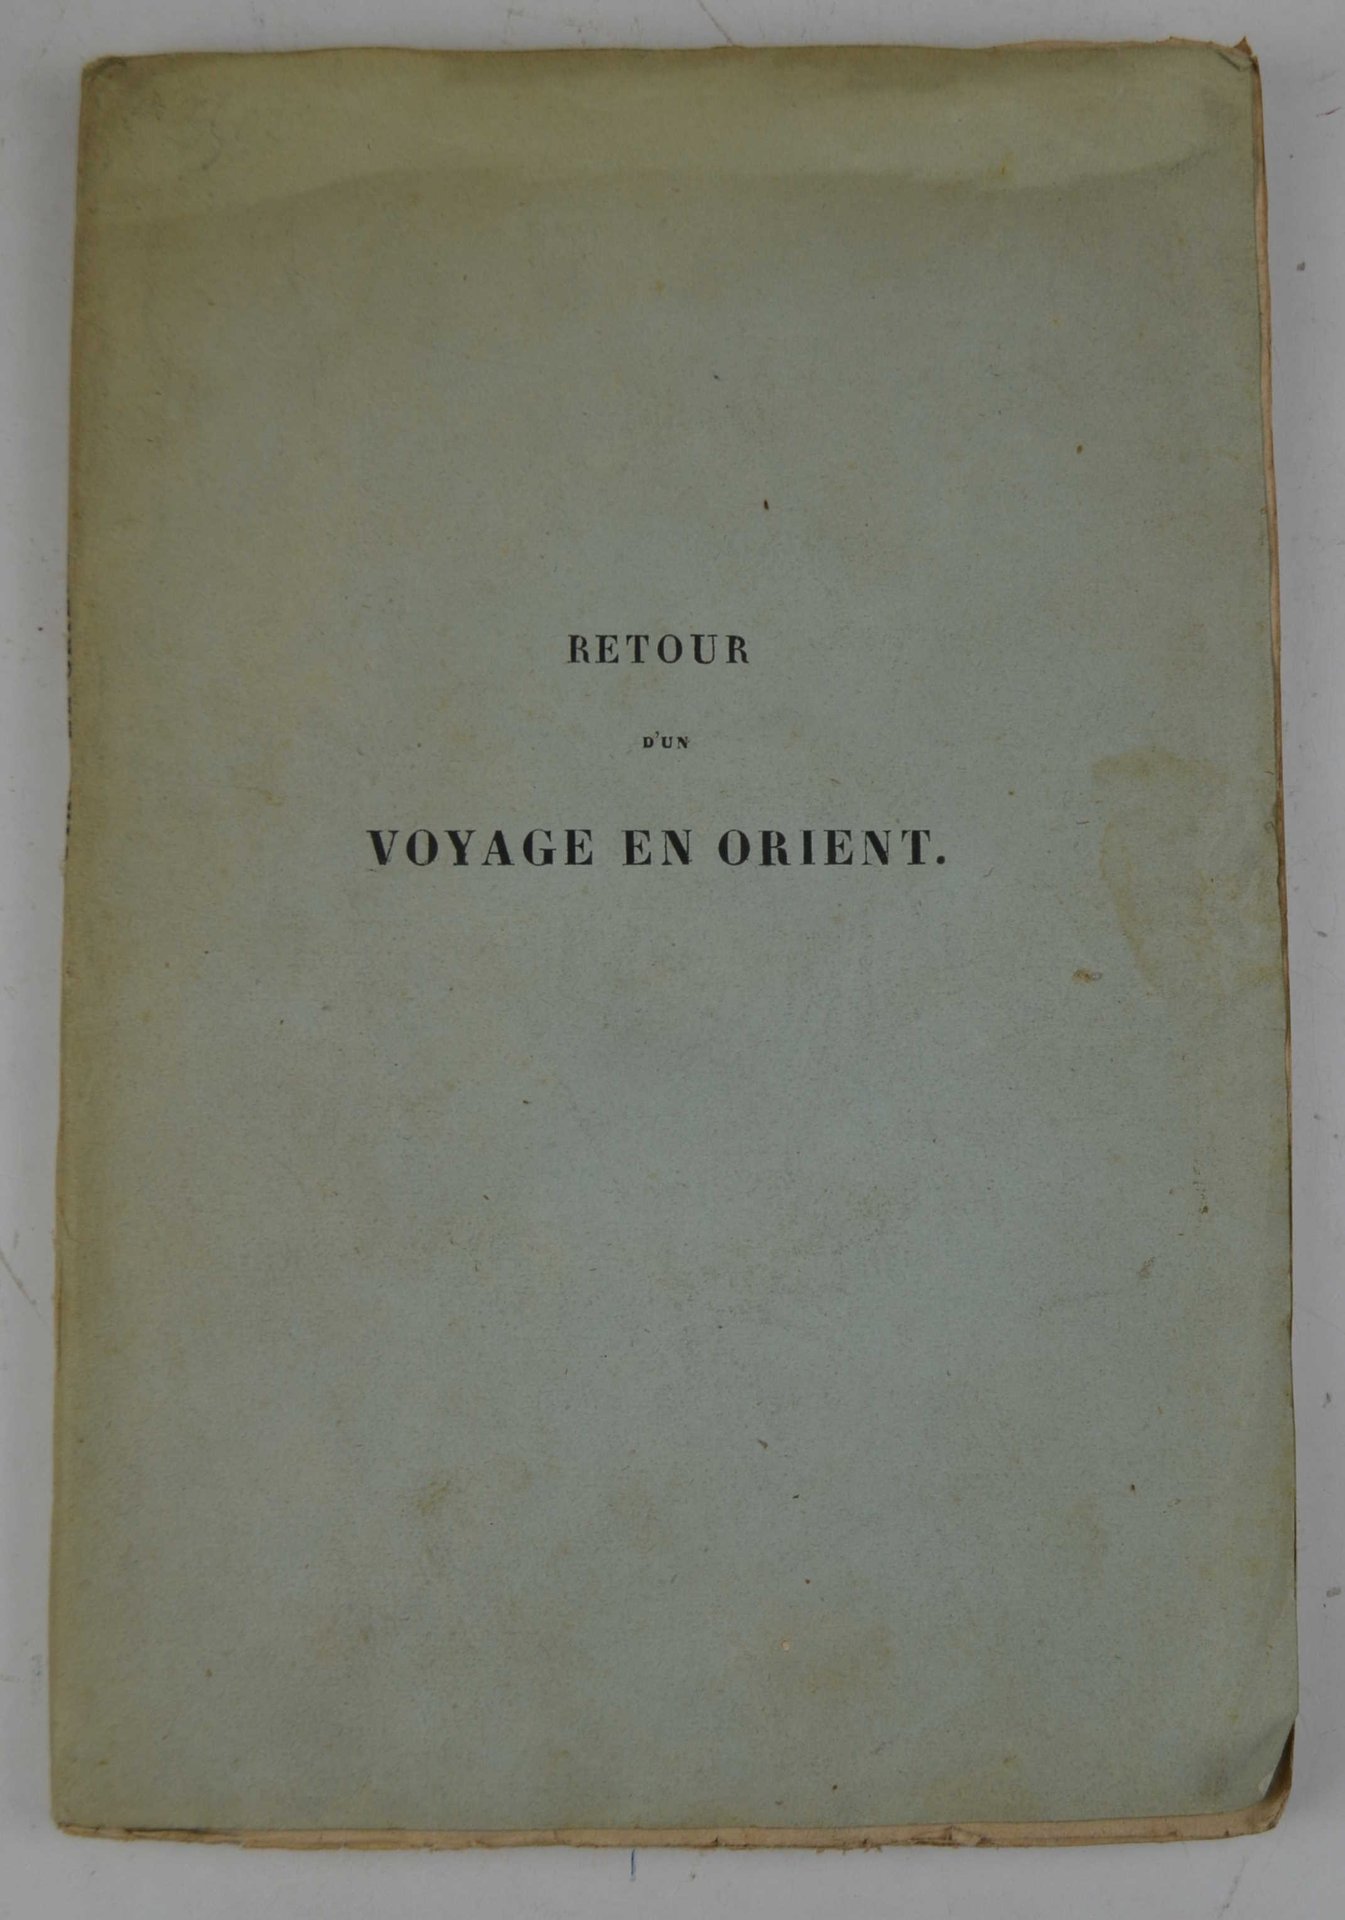 RETOUR
D'UN
VOYAGE EN ORIENT.